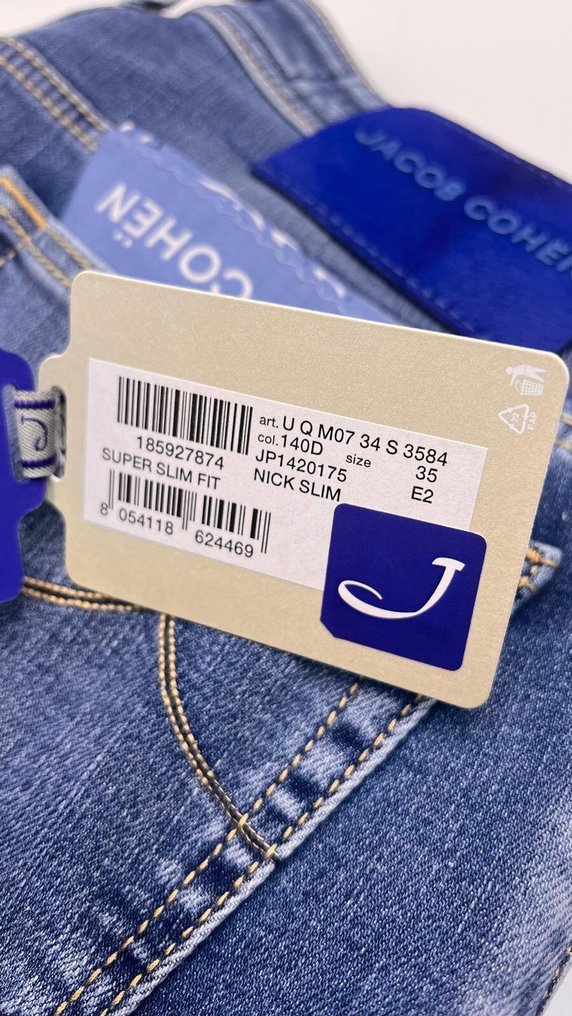 JACOB COHEN
COHËN
art. U Q M07 34 S 3584
col. 140D size 35
185927874 JP1420175 E2
SUPER SLIM FIT NICK SLIM
8 054118 624469
J
PAP